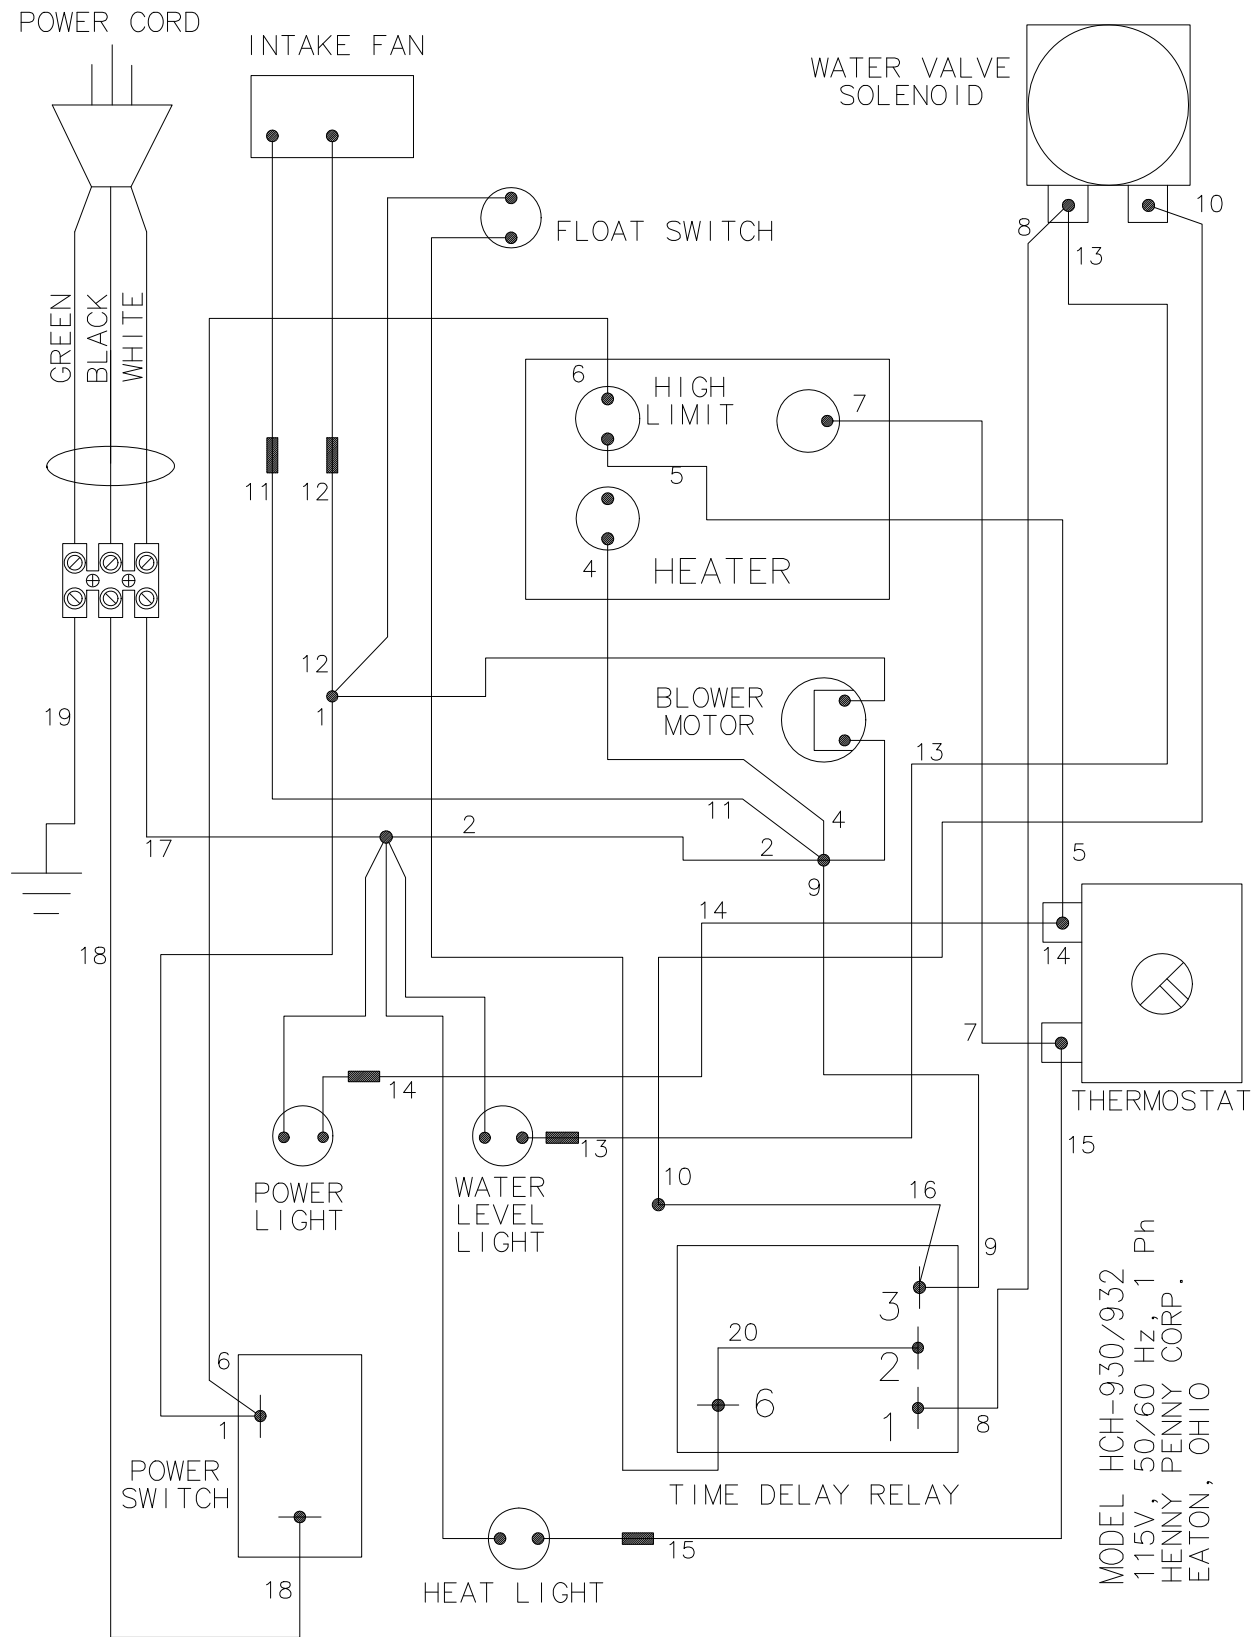 POWER CORD
INTAKE FAN
WATER VALVE
SOLENOID
10
8
13
FLOAT SWITCH
GREEN
BLACK
WHITE
6
HIGH
LIMIT
7
5
11
12
4
HEATER
12
1
19
BLOWER
MOTOR
13
11
4
2
17
2
5
9
14
18
14
7
14
THERMOSTAT
13
15
10
16
POWER
LIGHT
WATER
LEVEL
LIGHT
9
3
20
2
6
6
1
1
8
POWER
SWITCH
TIME DELAY RELAY
15
18
HEAT LIGHT
MODEL HCH-930/932
115V, 50/60 Hz, 1 Ph
HENNY PENNY CORP.
EATON, OHIO